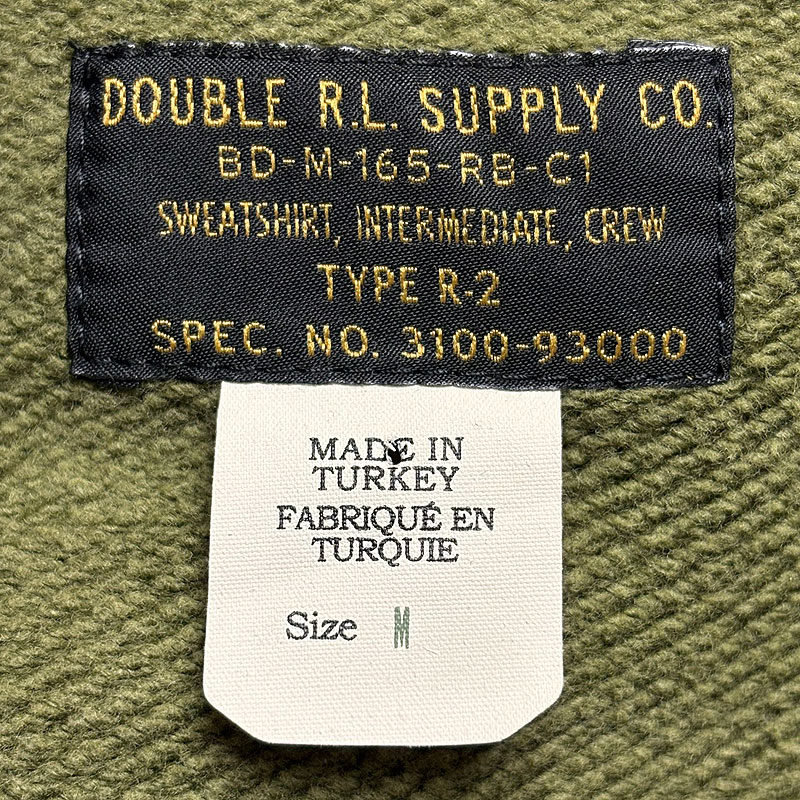 DOUBLE R.L. SUPPLY CO.
BD-M-165-RB-C1
SWEATSHIRT, INTERMEDIATE, CREW
TYPE R-2
SPEC. NO. 3100-93000
MADE IN
TURKEY
FABRIQUÉ EN
TURQUIE
Size M